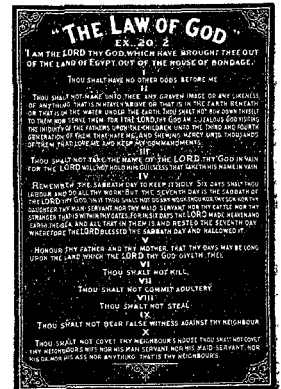 "THE LAW OF GOD"
EX. 20. 2
"I AM THE LORD THY GOD, WHICH HAVE BROUGHT THEE OUT
OF THE LAND OF EGYPT, OUT OF THE HOUSE OF BONDAGE.
I
THOU SHALT HAVE NO OTHER GODS BEFORE ME
II
THOU SHALT NOT MAKE UNTO THEE ANY GRAVEN IMAGE OR ANY LIKENESS
OF ANYTHING THAT IS IN HEAVEN ABOVE OR THAT IS IN THE EARTH BENEATH
OR THAT IS IN THE WATER UNDER THE EARTH THOU SHALT NOT BOW DOWN THYSELF
TO THEM NOR SERVE THEM FOR I THE LORD THY GOD AM A JEALOUS GOD VISITING
THE INIQUITY OF THE FATHERS UPON THE CHILDREN UNTO THE THIRD AND FOURTH
GENERATION OF THEM THAT HATE ME, AND SHEWING MERCY UNTO THOUSANDS
OF THEM THAT LOVE ME AND KEEP MY COMMANDMENTS.
III
THOU SHALT NOT TAKE THE NAME OF THE LORD THY GOD IN VAIN
FOR THE LORD WILL NOT HOLD HIM GUILTLESS THAT TAKETH HIS NAME IN VAIN
IV
REMEMBER THE SABBATH DAY TO KEEP IT HOLY SIX DAYS SHALT THOU
LABOUR AND DO ALL THY WORK: BUT THE SEVENTH DAY IS THE SABBATH OF
THE LORD THY GOD IN IT THOU SHALT NOT DO ANY WORK THOU NOR THY SON NOR THY
DAUGHTER THY MAN SERVANT NOR THY MAID SERVANT, NOR THY CATTLE NOR THY
STRANGER THAT IS WITHIN THY GATES: FOR IN SIX DAYS THE LORD MADE HEAVEN AND
EARTH THE SEA, AND ALL THAT IN THEM IS AND RESTED THE SEVENTH DAY
WHEREFORE THE LORD BLESSED THE SABBATH DAY AND HALLOWED IT.
V
HONOUR THY FATHER AND THY MOTHER, THAT THY DAYS MAY BE LONG
UPON THE LAND WHICH THE LORD THY GOD GIVETH THEE
VI
THOU SHALT NOT KILL,
VII
THOU SHALT NOT COMMIT ADULTERY
VIII
THOU SHALT NOT STEAL
IX
THOU SHALT NOT BEAR FALSE WITNESS AGAINST THY NEIGHBOUR
X
THOU SHALT NOT COVET THY NEIGHBOUR'S HOUSE THOU SHALT NOT COVET
THY NEIGHBOURS WIFE NOR HIS MAN SERVANT NOR HIS MAID SERVANT, NOR
HIS OX, NOR HIS ASS NOR ANYTHING THAT IS THY NEIGHBOURS.